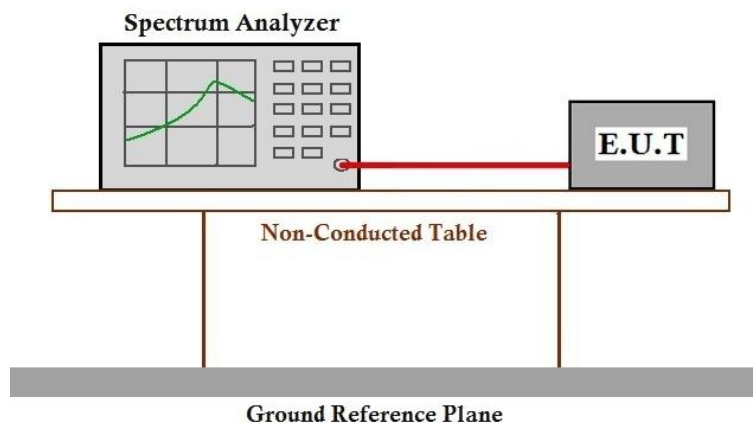 Spectrum Analyzer
E.U.T
Non-Conducted Table
Ground Reference Plane